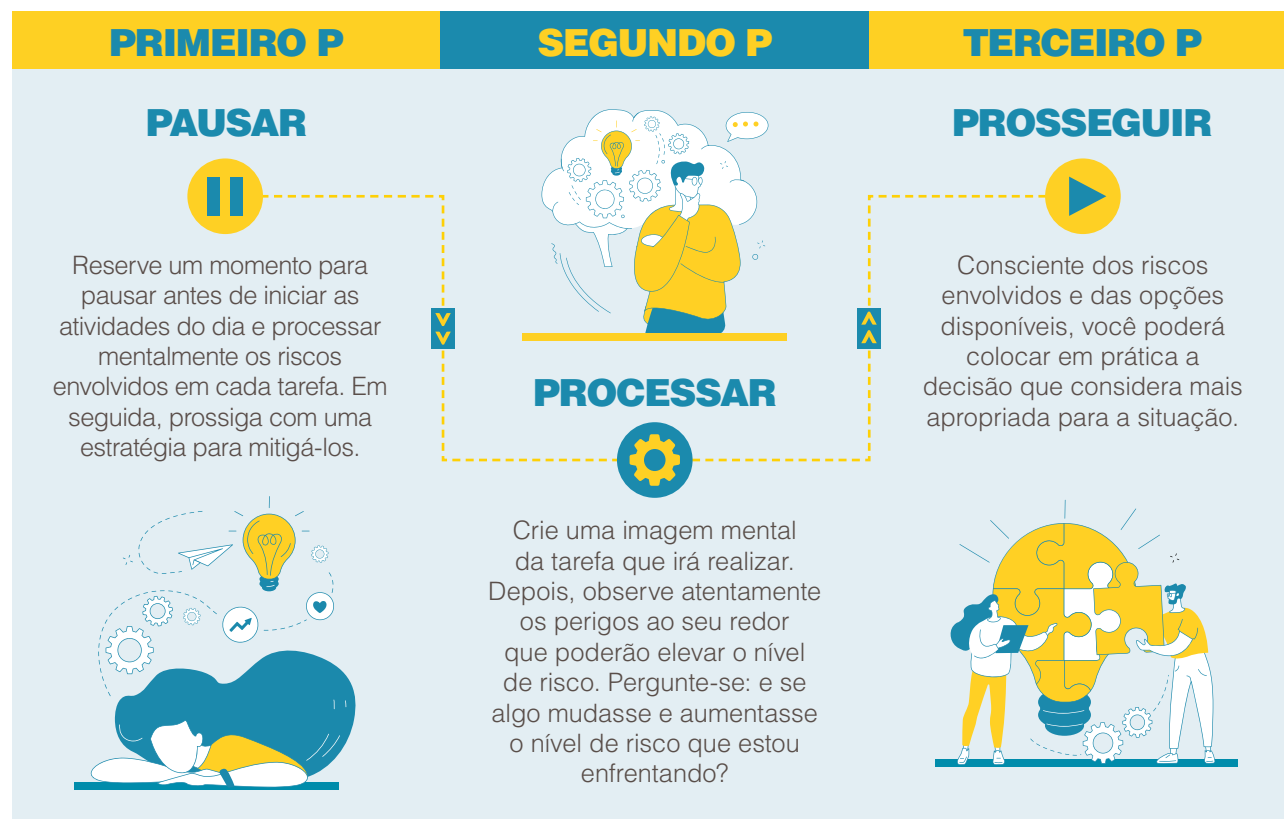 PRIMEIRO P
SEGUNDO P
TERCEIRO P
PAUSAR
Reserve um momento para
pausar antes de iniciar as
atividades do dia e processar
mentalmente os riscos
envolvidos em cada tarefa. Em
seguida, prossiga com uma
estratégia para mitigá-los.
PROCESSAR
Crie uma imagem mental
da tarefa que irá realizar.
Depois, observe atentamente
os perigos ao seu redor
que poderão elevar o nível
de risco. Pergunte-se: e se
algo mudasse e aumentasse
o nível de risco que estou
enfrentando?
PROSSEGUIR
Consciente dos riscos
envolvidos e das opções
disponíveis, você poderá
colocar em prática a
decisão que considera mais
apropriada para a situação.